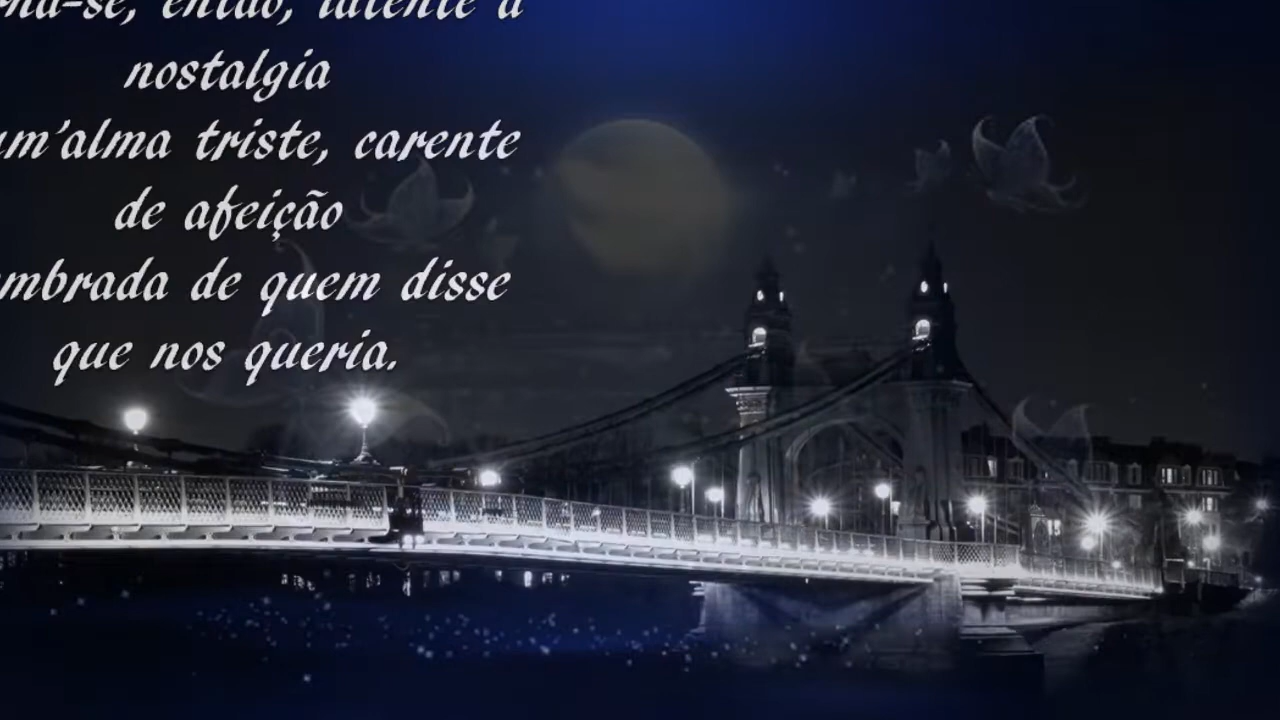 então, latente a
nostalgia
triste, carente
de afeição
de quem disse
que nos queria.